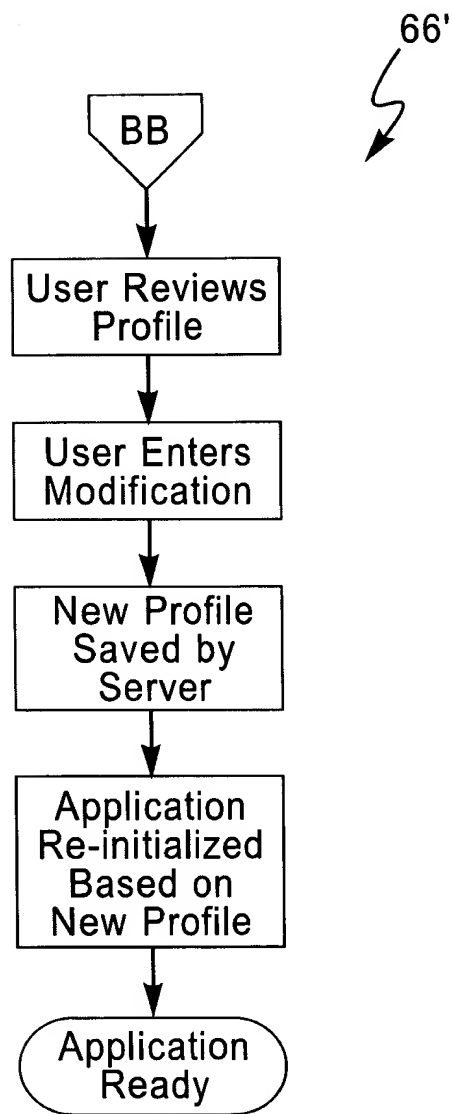 66'
BB
User Reviews
Profile
User Enters
Modification
New Profile
Saved by
Server
Application
Re-initialized
Based on
New Profile
Application
Ready